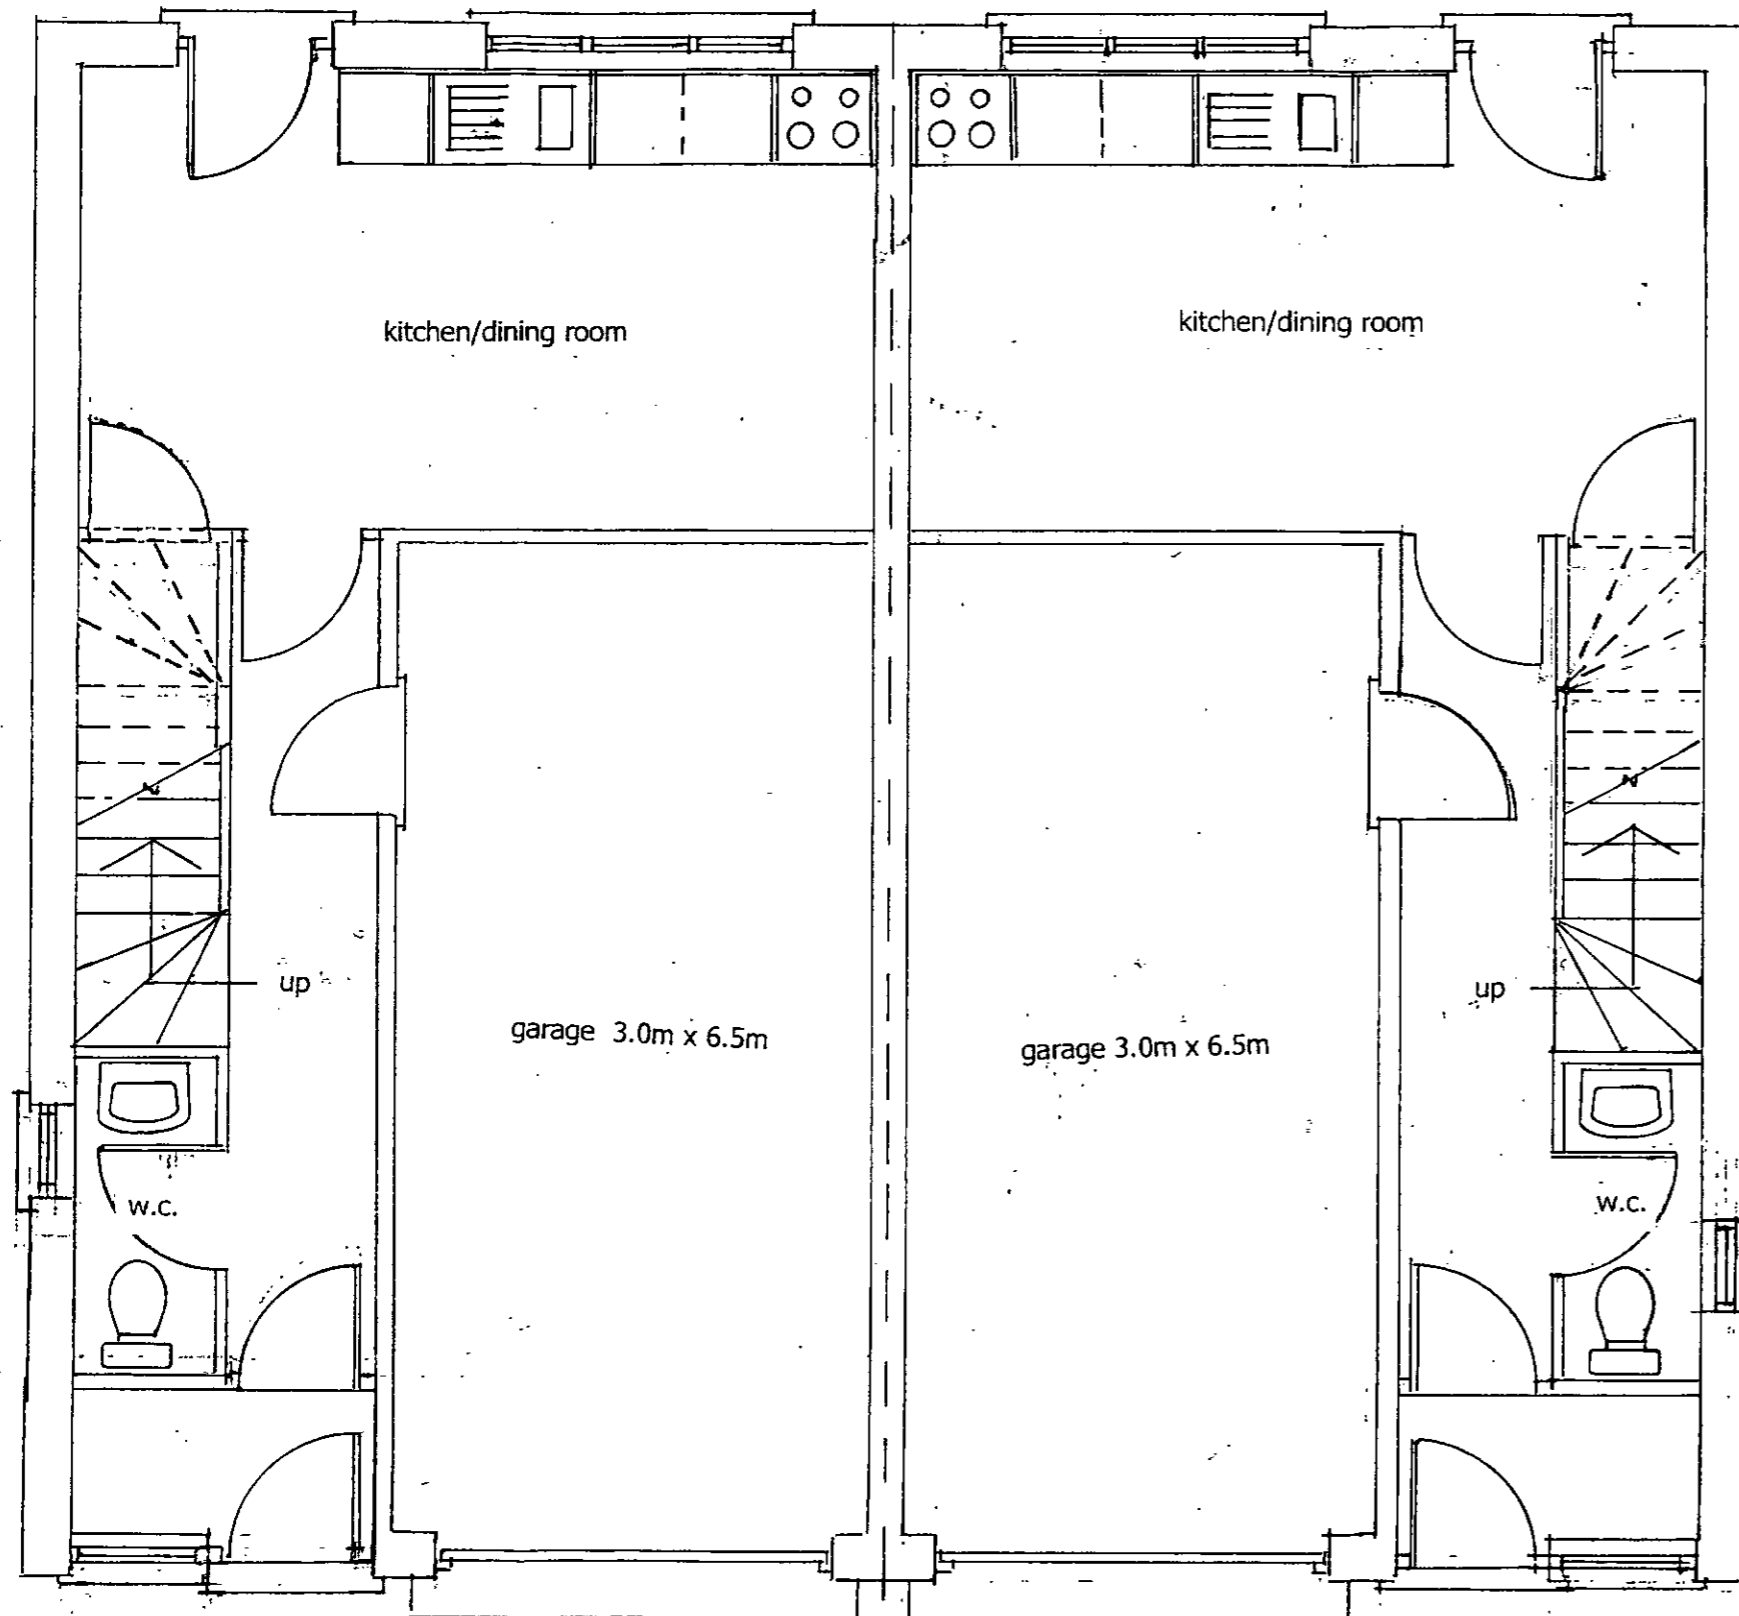 kitchen/dining room
kitchen/dining room
up
up
garage 3.0m x 6.5m
garage 3.0m x 6.5m
w.c.
w.c.